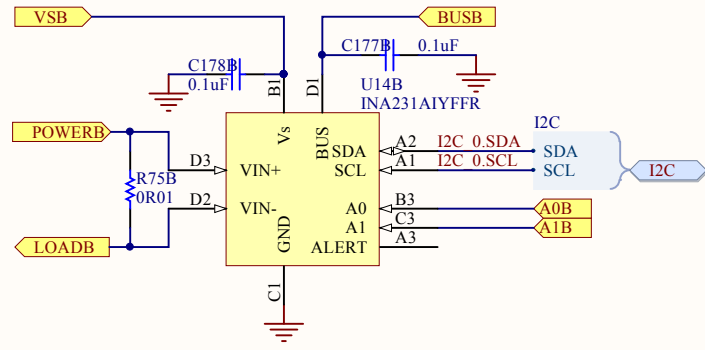 VSB
BUSB
C178B
0.1uF
B1
D1
C177B
0.1uF
U14B
INA231AIYFFR
POWERB
D3
D2
R75B
0R01
LOADB
Vs
BUS
VIN+
VIN-
GND
SDA
SCL
A0
A1
ALERT
C1
A2
A1
B3
C3
A3
I2C_0.SDA
I2C_0.SCL
I2C
SDA
SCL
I2C
A0B
A1B